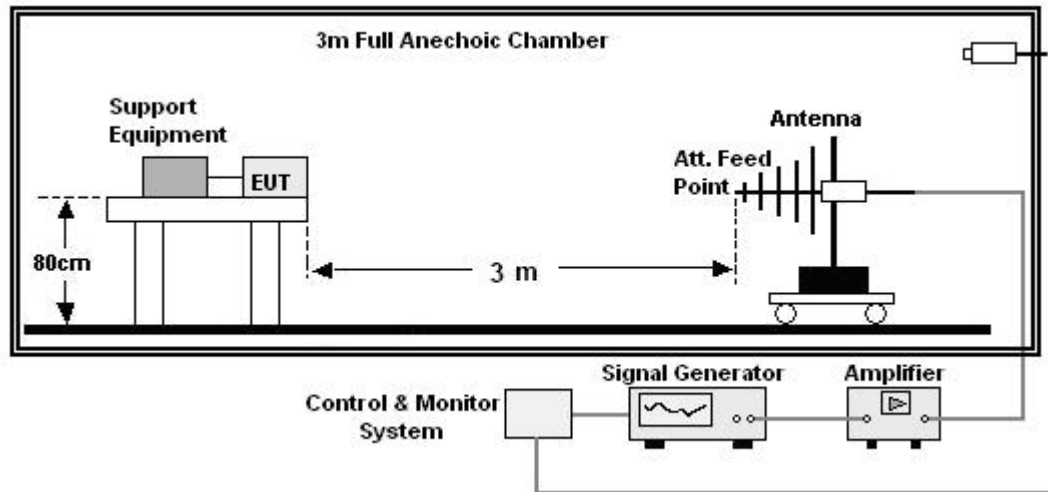 3m Full Anechoic Chamber
Support
Equipment
EUT
Antenna
Att. Feed
Point
80cm
3 m
Signal Generator
Amplifier
Control & Monitor
System